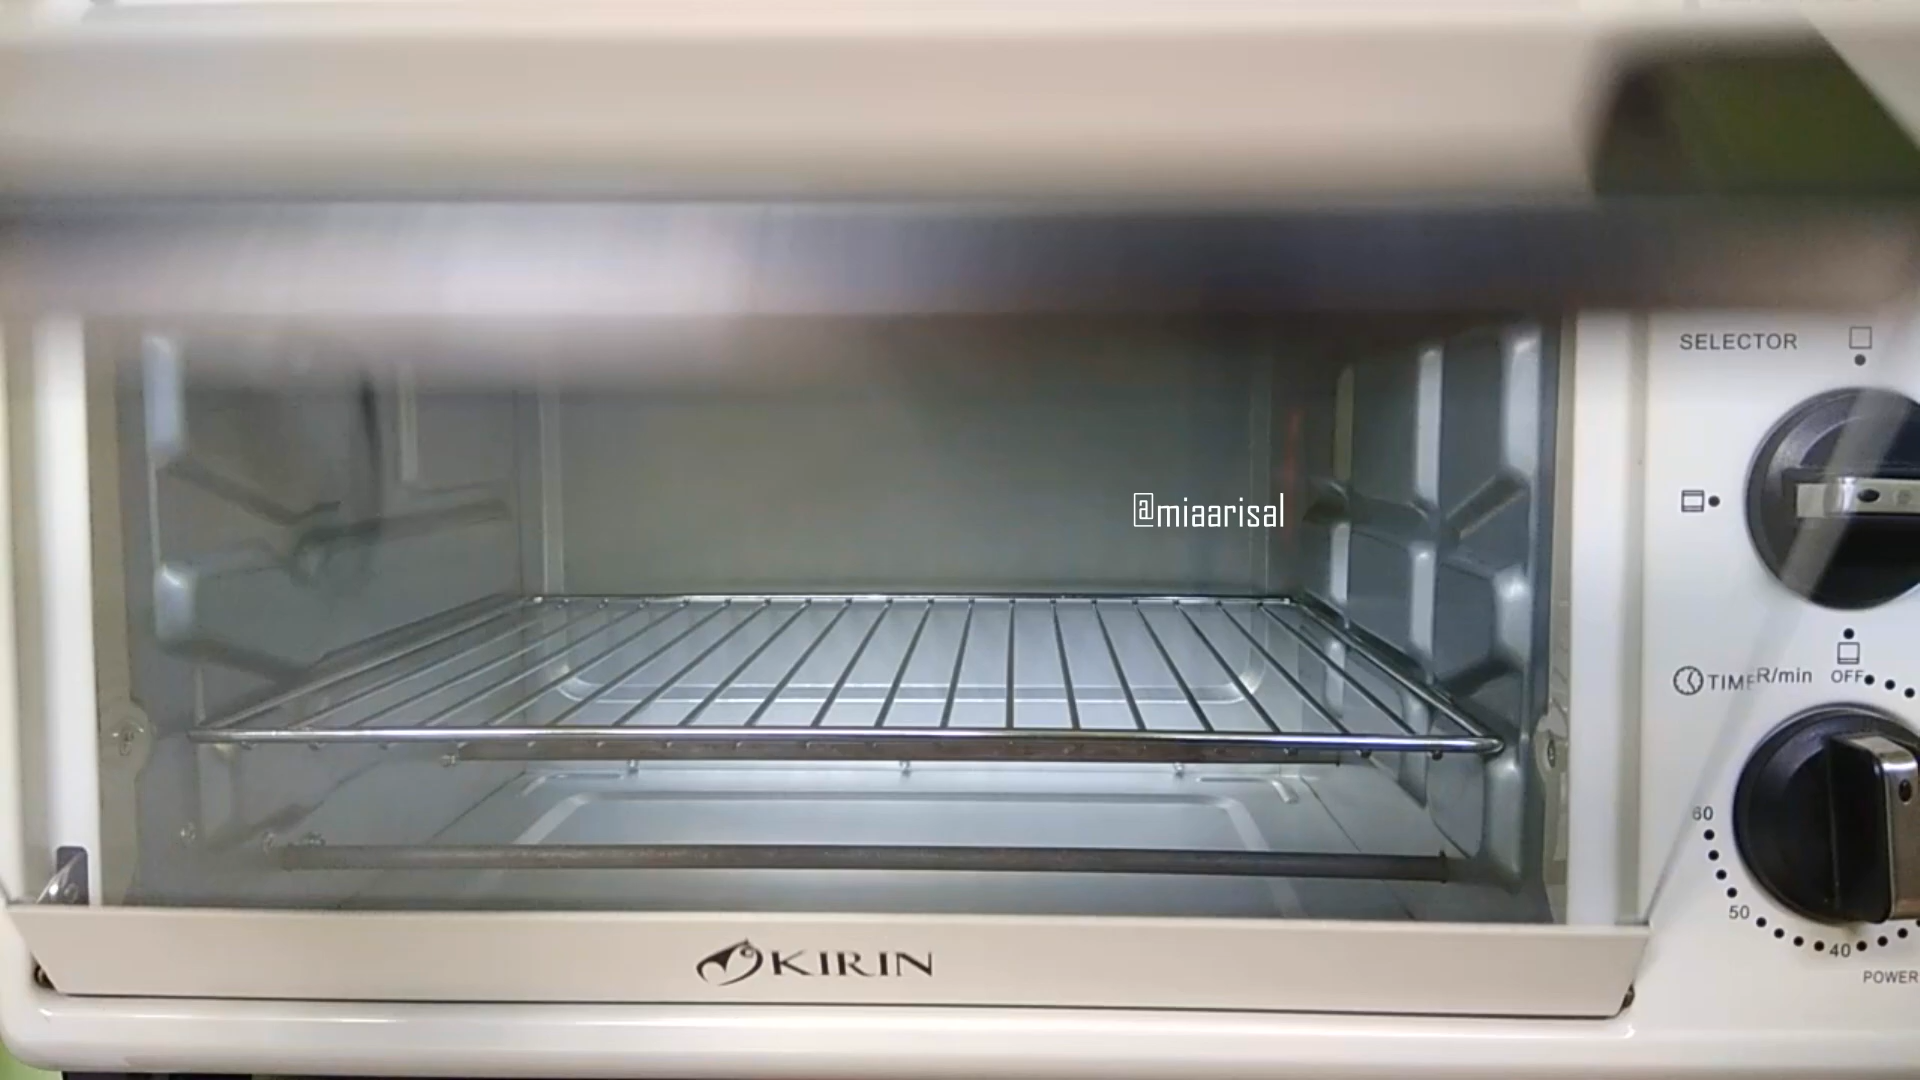 SELECTOR
@miaarisal
TIMER/min
OFF
60
50
40
POWER
KIRIN